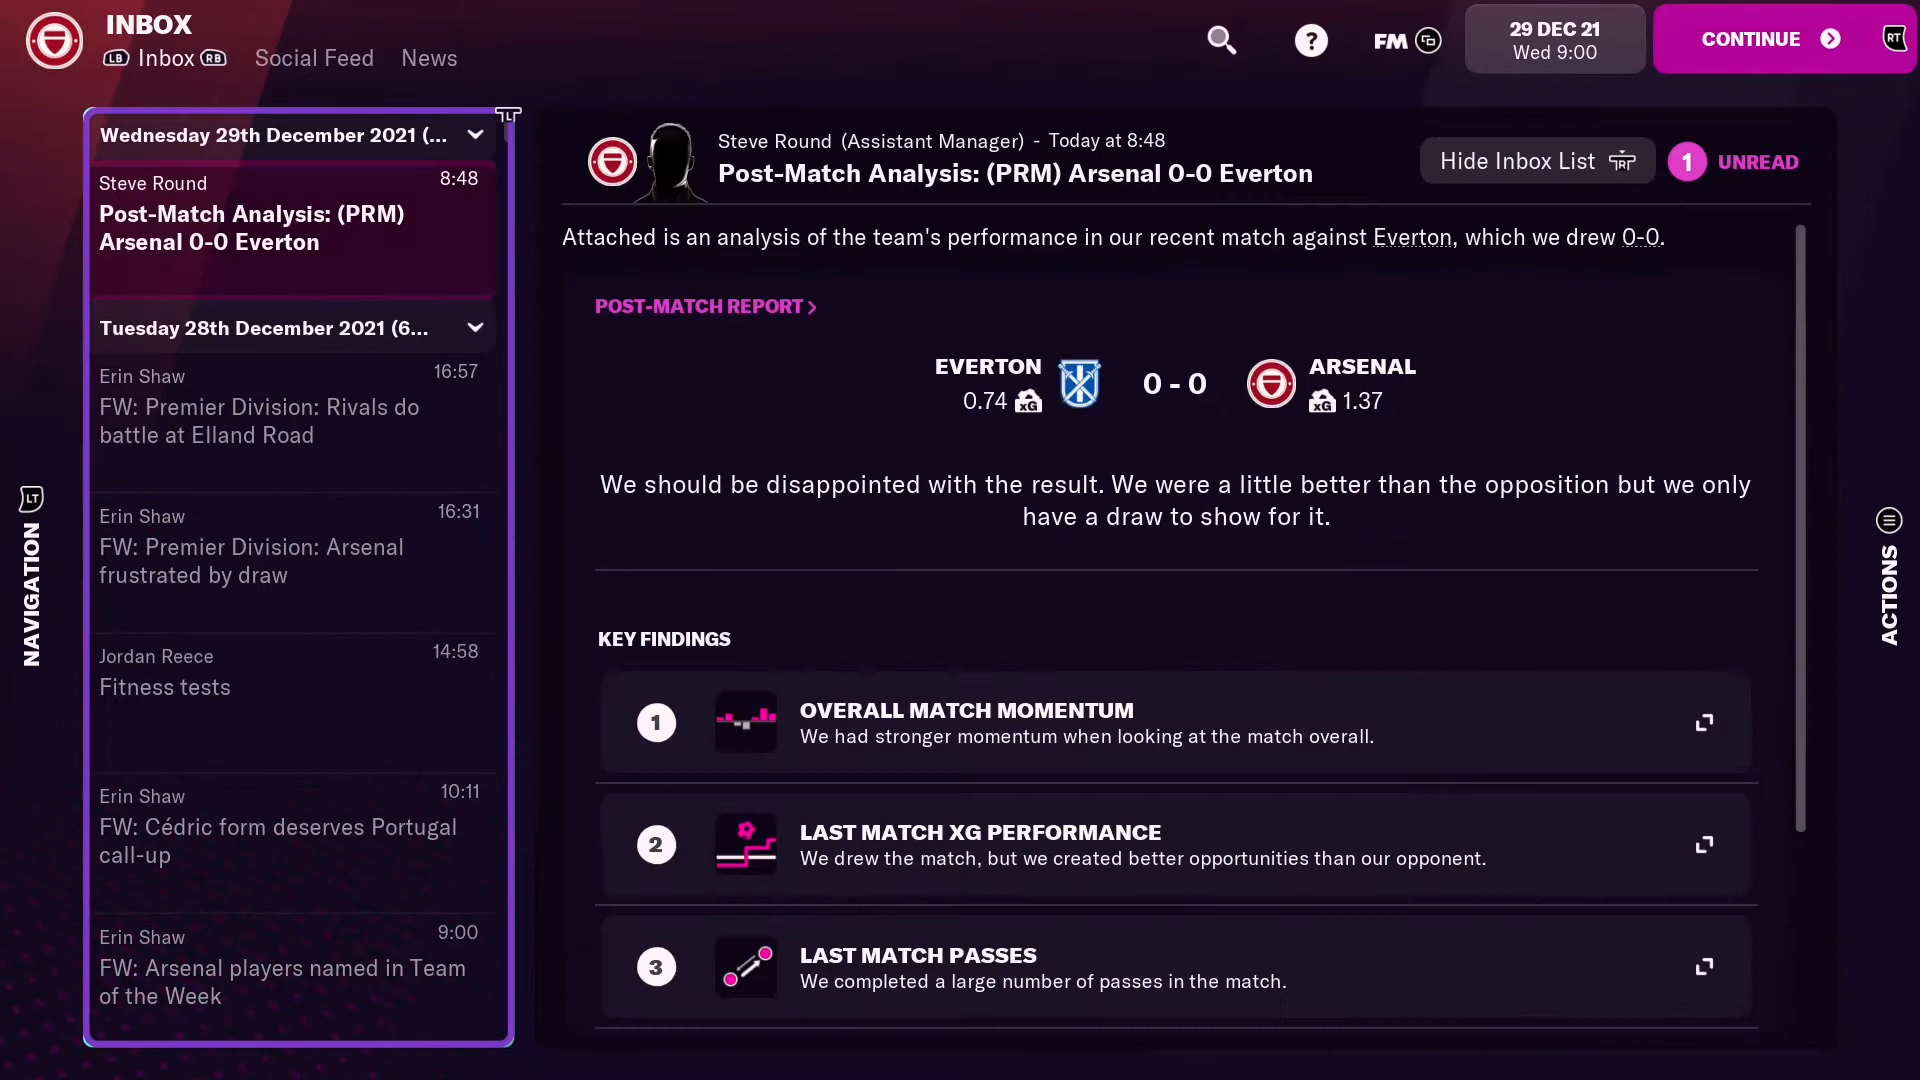 INBOX
LB Inbox RB Social Feed News
FM
29 DEC 21
Wed 9:00
CONTINUE
RT
Wednesday 29th December 2021 (...
Steve Round 8:48
Post-Match Analysis: (PRM)
Arsenal 0-0 Everton
Tuesday 28th December 2021 (6...
Erin Shaw 16:57
FW: Premier Division: Rivals do
battle at Elland Road
Erin Shaw 16:31
FW: Premier Division: Arsenal
frustrated by draw
Jordan Reece 14:58
Fitness tests
Erin Shaw 10:11
FW: Cédric form deserves Portugal
call-up
Erin Shaw 9:00
FW: Arsenal players named in Team
of the Week
NAVIGATION LT
Steve Round (Assistant Manager) - Today at 8:48
Post-Match Analysis: (PRM) Arsenal 0-0 Everton
Hide Inbox List
1 UNREAD
Attached is an analysis of the team's performance in our recent match against Everton, which we drew 0-0.
POST-MATCH REPORT
EVERTON 0 - 0 ARSENAL
0.74 xG xG 1.37
We should be disappointed with the result. We were a little better than the opposition but we only
have a draw to show for it.
KEY FINDINGS
1 OVERALL MATCH MOMENTUM
We had stronger momentum when looking at the match overall.
2 LAST MATCH XG PERFORMANCE
We drew the match, but we created better opportunities than our opponent.
3 LAST MATCH PASSES
We completed a large number of passes in the match.
ACTIONS